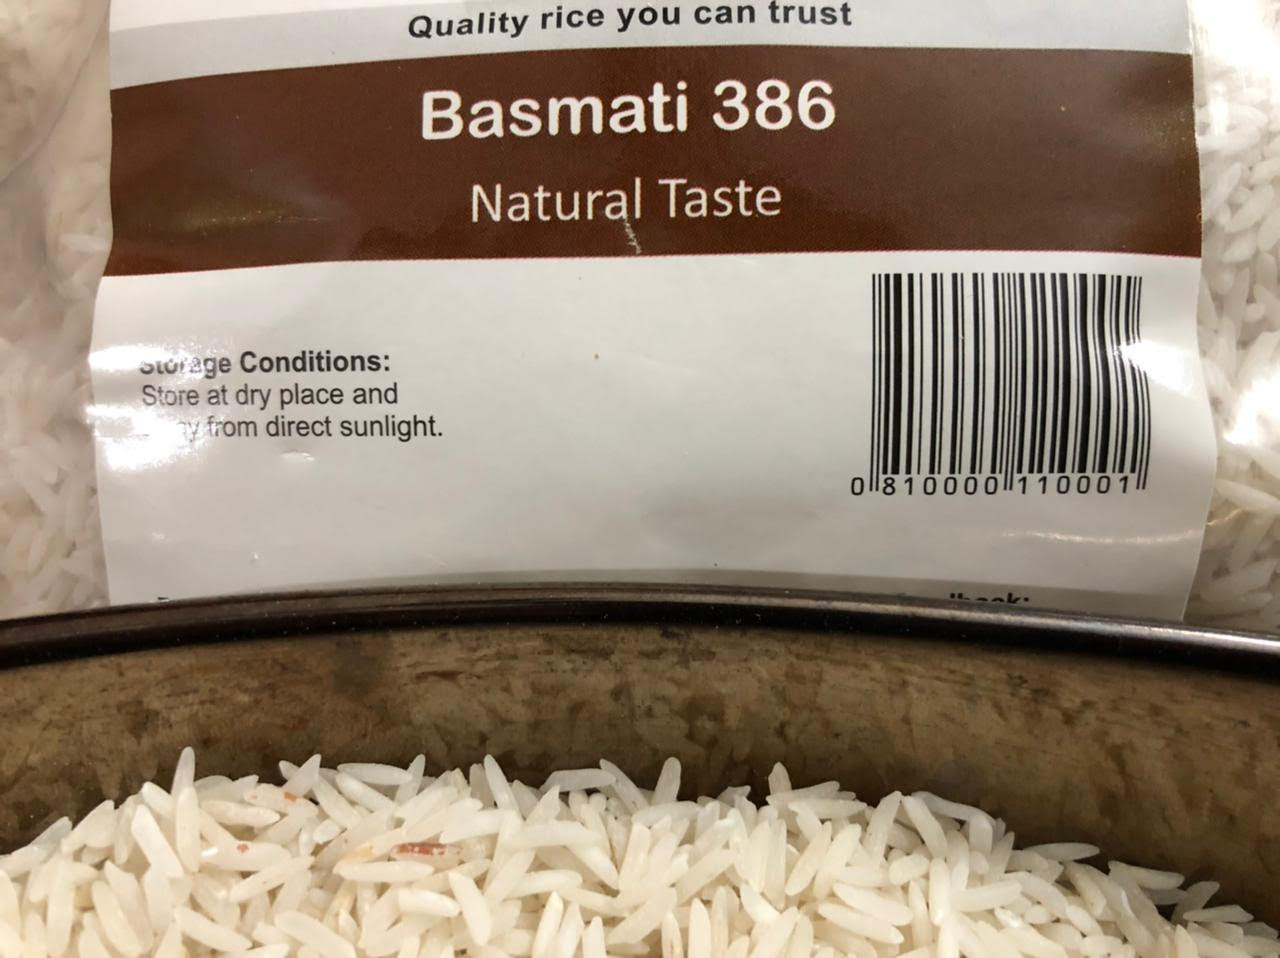 Quality rice you can trust
Basmati 386
Natural Taste
Storage Conditions:
Store at dry place and
from direct sunlight.
0 810000 110001